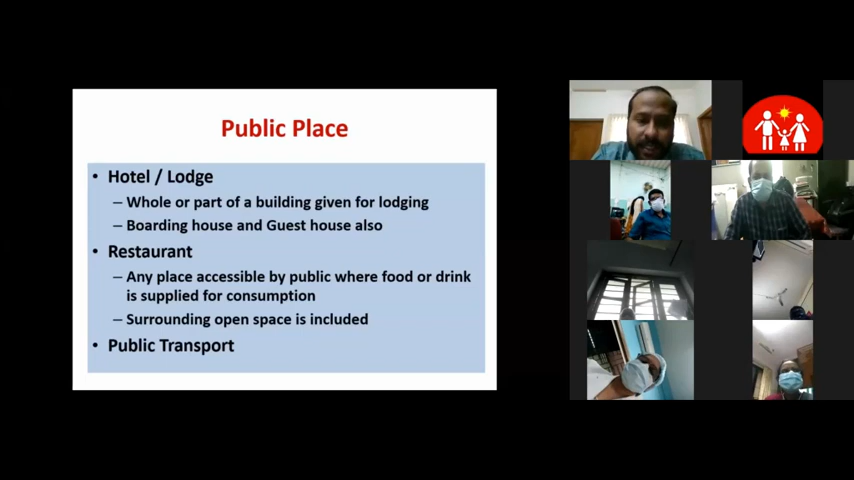 Public Place
• Hotel / Lodge
– Whole or part of a building given for lodging
– Boarding house and Guest house also
• Restaurant
– Any place accessible by public where food or drink
is supplied for consumption
– Surrounding open space is included
• Public Transport